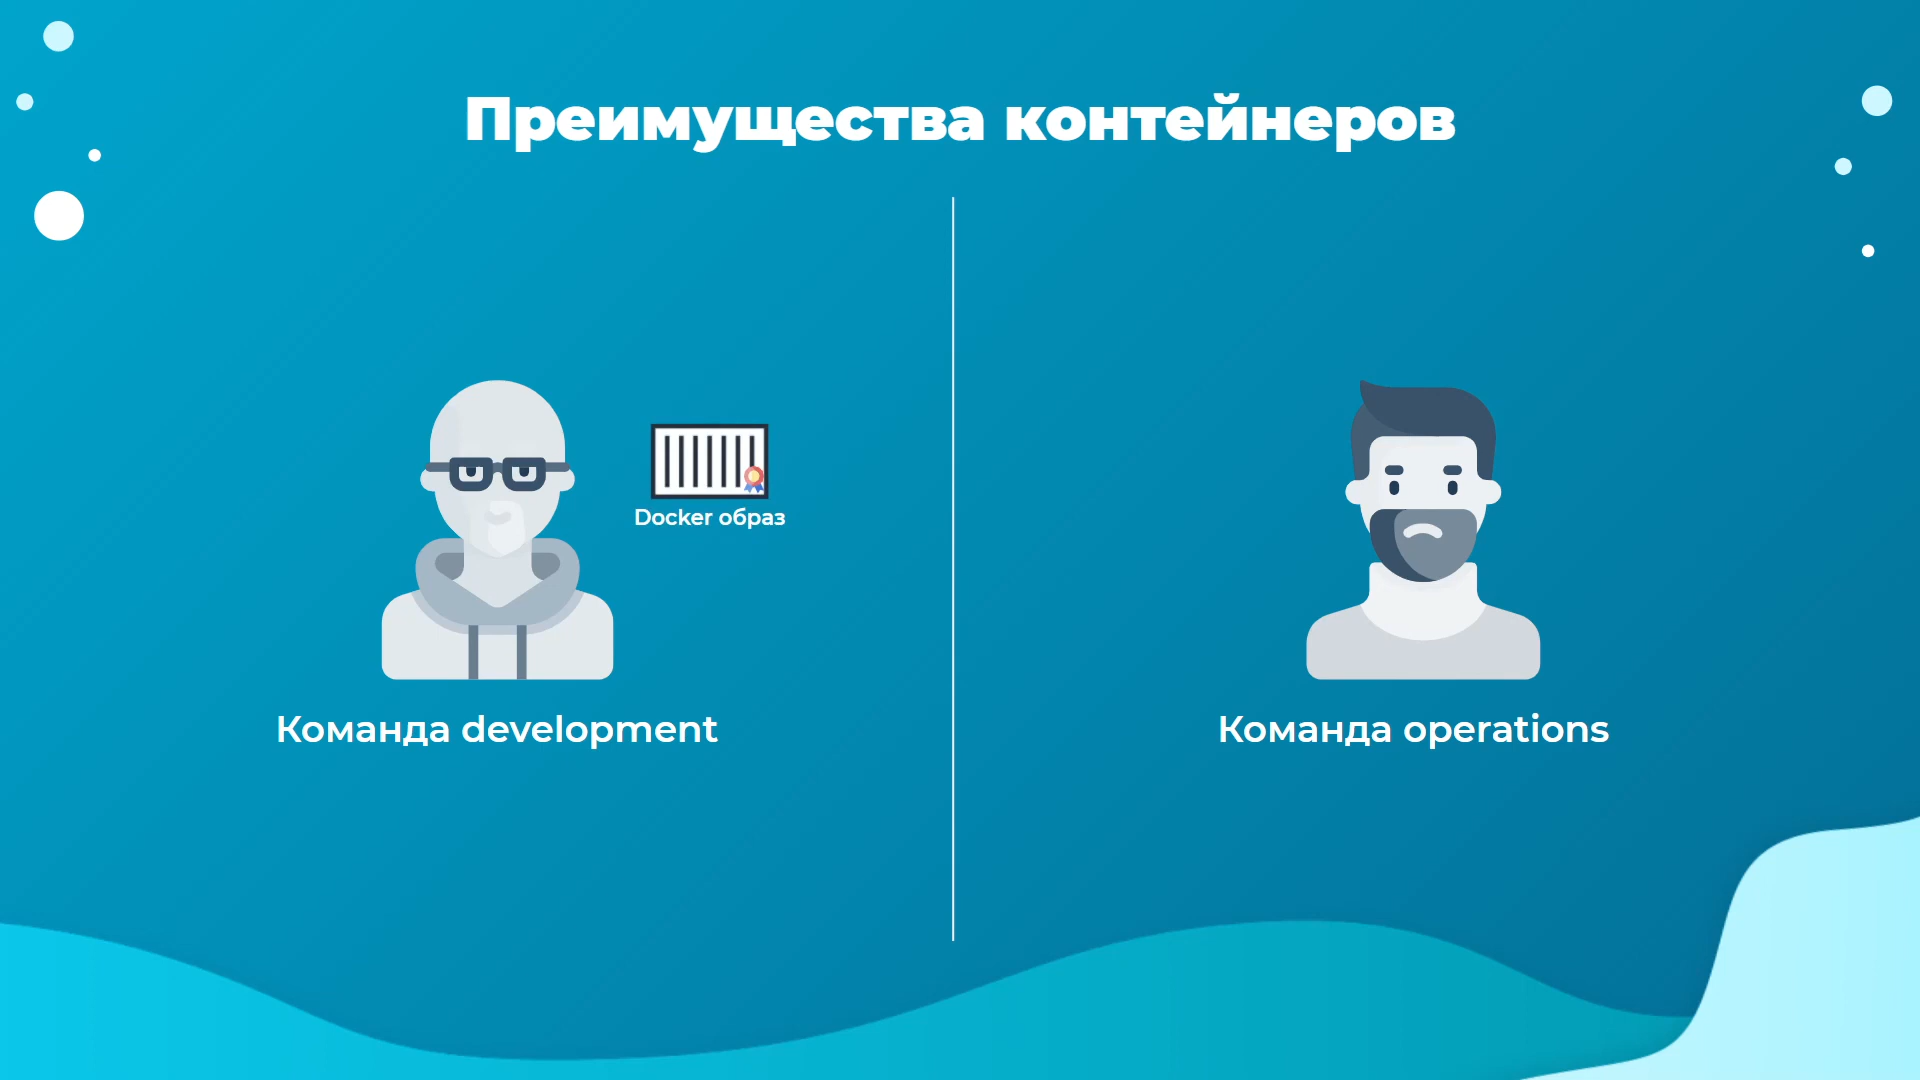 Преимущества контейнеров
Docker образ
Команда development
Команда operations